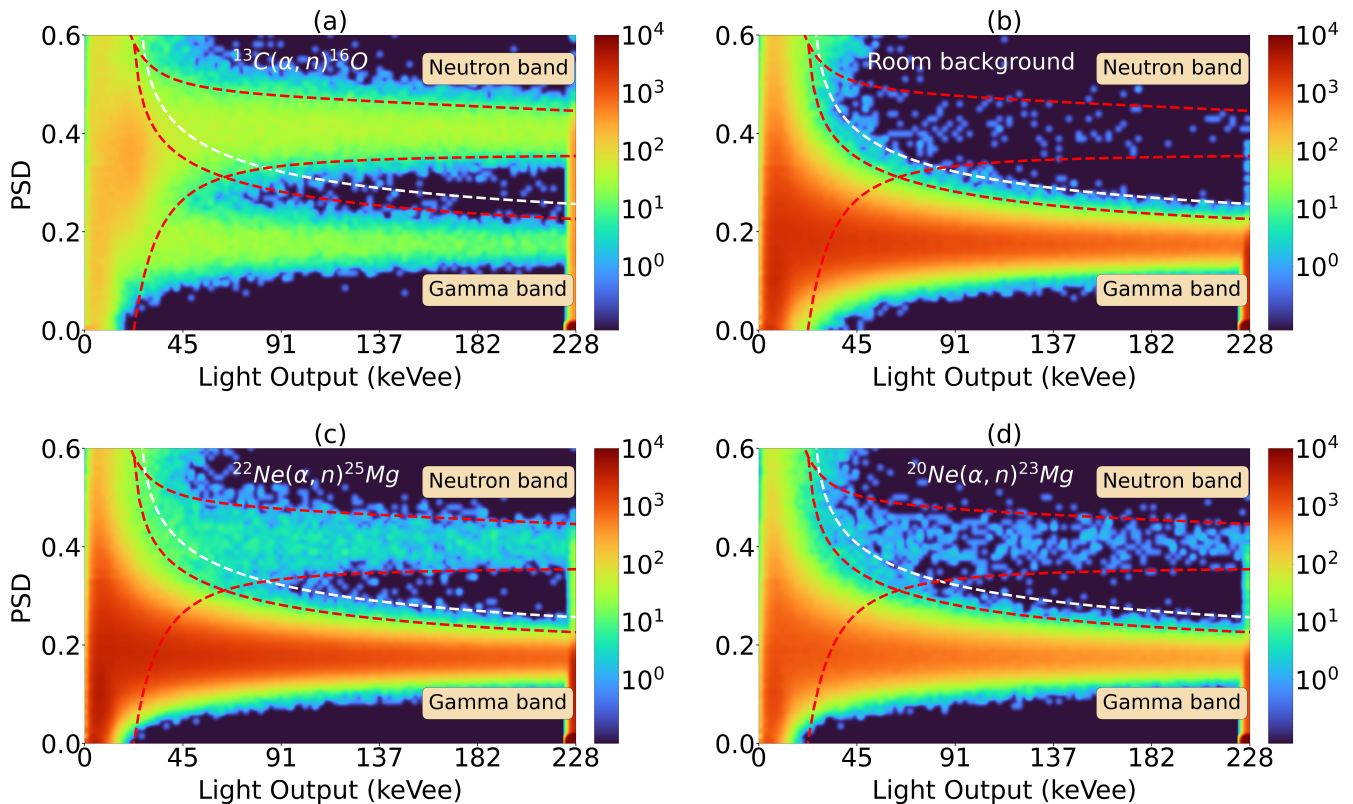 (a)
0.6
0.4
0.2
0.0
PSD
¹³C(α, n)¹⁶O
Neutron band
Gamma band
0 45 91 137 182 228
Light Output (keVee)
10⁴
10³
10²
10¹
10⁰
(b)
0.6
0.4
0.2
0.0
Room background
Neutron band
Gamma band
0 45 91 137 182 228
Light Output (keVee)
10⁴
10³
10²
10¹
10⁰
(c)
0.6
0.4
0.2
0.0
PSD
²²Ne(α, n)²⁵Mg
Neutron band
Gamma band
0 45 91 137 182 228
Light Output (keVee)
10⁴
10³
10²
10¹
10⁰
(d)
0.6
0.4
0.2
0.0
²⁰Ne(α, n)²³Mg
Neutron band
Gamma band
0 45 91 137 182 228
Light Output (keVee)
10⁴
10³
10²
10¹
10⁰